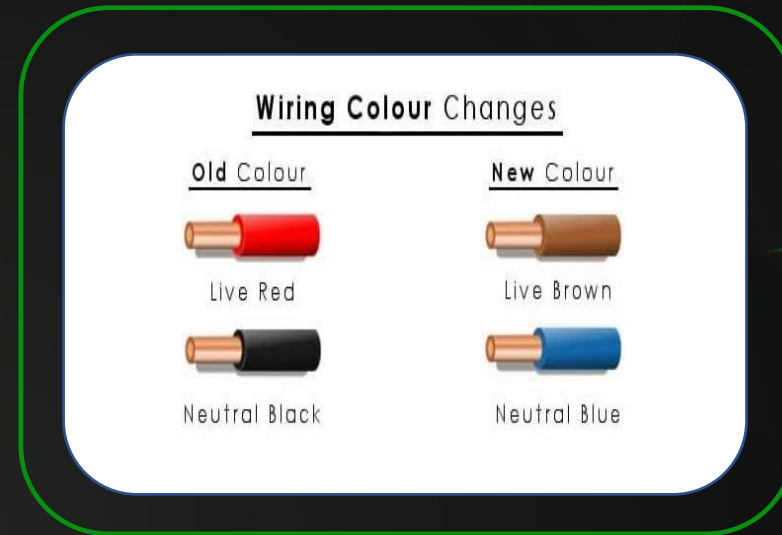 Wiring Colour Changes
Old Colour
New Colour
Live Red
Live Brown
Neutral Black
Neutral Blue